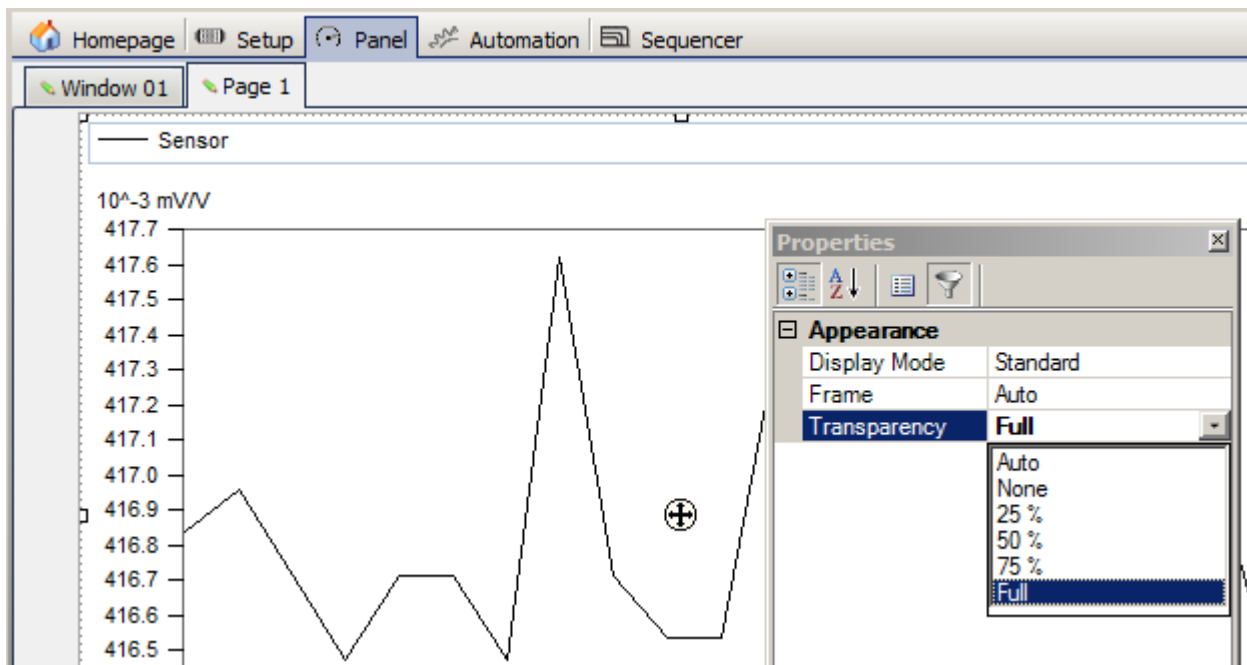 Homepage Setup Panel Automation Sequencer
Window 01 Page 1
Sensor
10^-3 mV/V
417.7
417.6
417.5
417.4
417.3
417.2
417.1
417.0
416.9
416.8
416.7
416.6
416.5
Properties
A
Z
Appearance
Display Mode Standard
Frame Auto
Transparency Full
Auto
None
25 %
50 %
75 %
Full